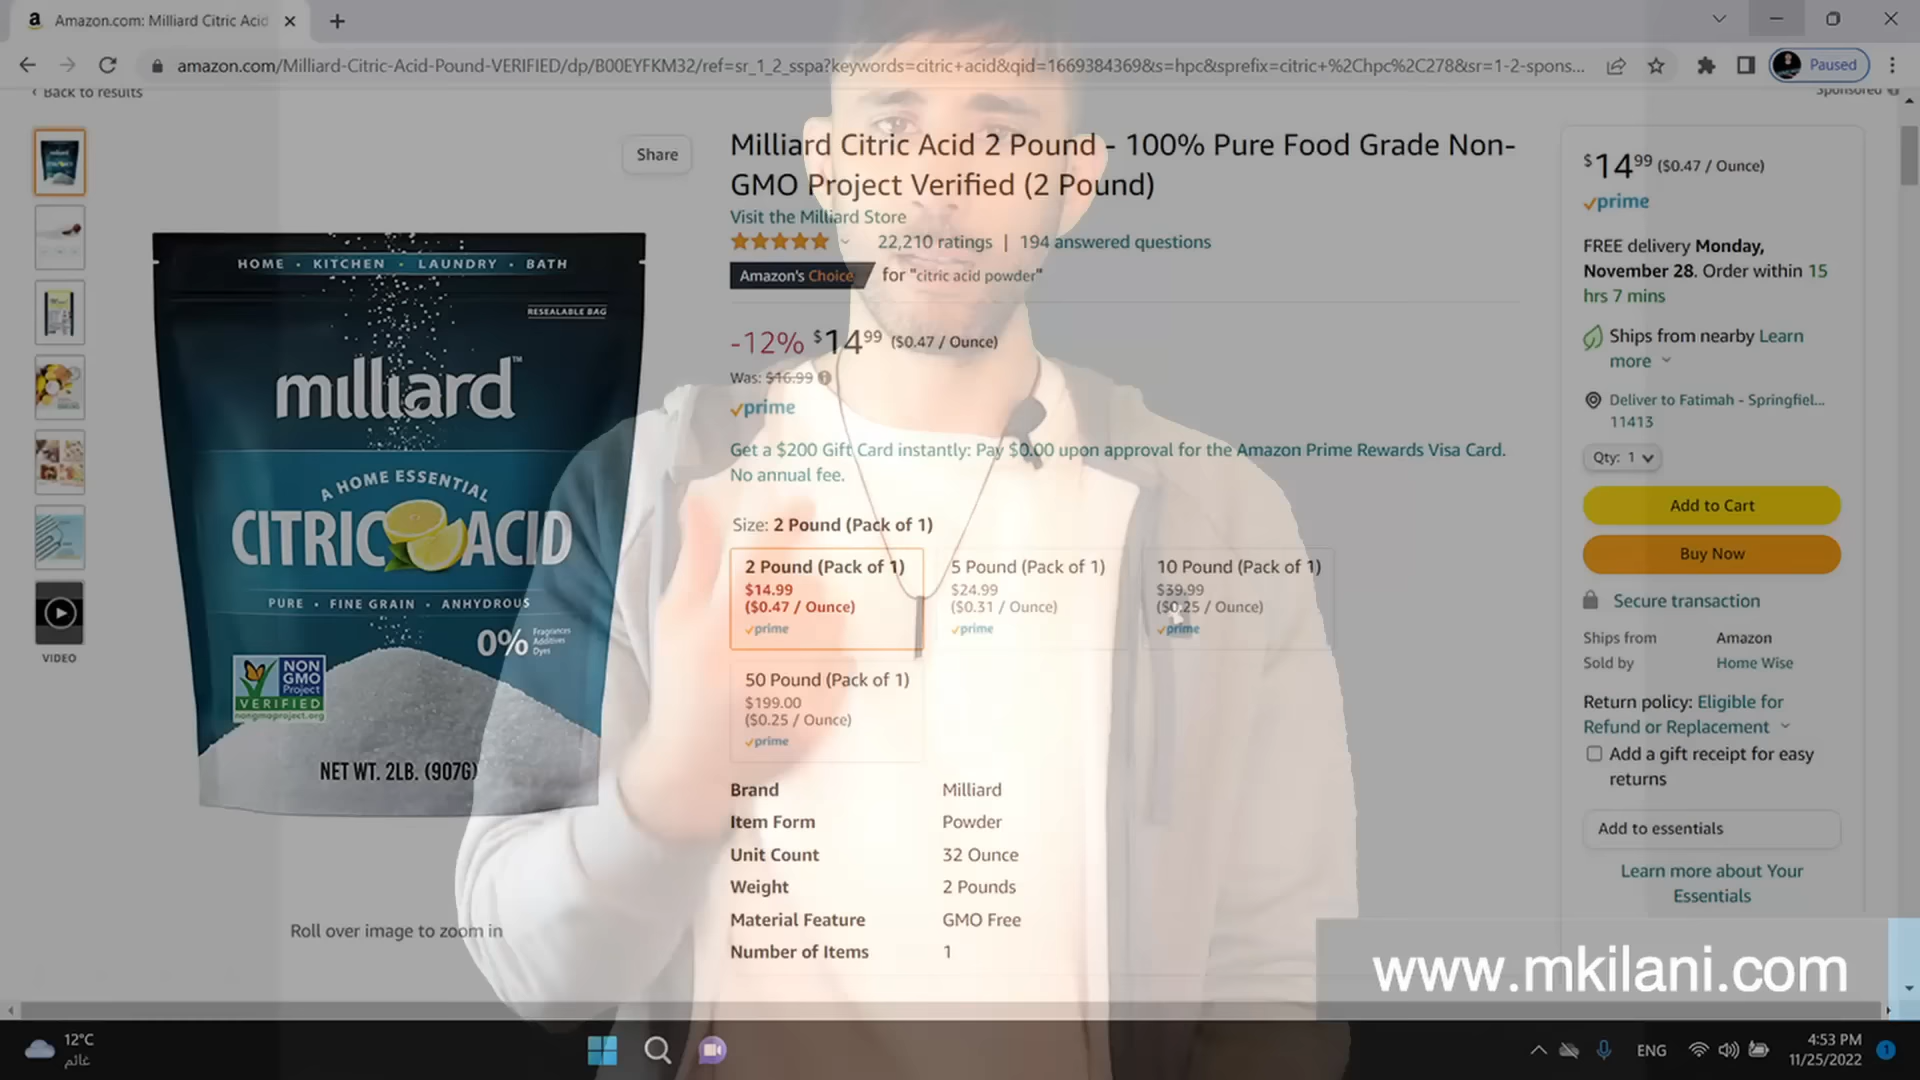 Amazon.com: Milliard Citric Acid
amazon.com/Milliard-Citric-Acid-Pound-VERIFIED/dp/B00EYFKM32/ref=sr_1_2_sspa?keywords=citric+acid&qid=1669384369&s=hpc&sprefix=citric+%2Chpc%2C278&sr=1-2-spons...
Paused
‹ Back to results
Sponsored
Share
HOME · KITCHEN · LAUNDRY · BATH
RESEALABLE BAG
milliard™
A HOME ESSENTIAL
CITRIC ACID
PURE · FINE GRAIN · ANHYDROUS
0% Fragrances
Additives
Dyes
NON
GMO
Project
VERIFIED
nongmoproject.org
NET WT. 2LB. (907G)
VIDEO
Roll over image to zoom in
Milliard Citric Acid 2 Pound - 100% Pure Food Grade Non-
GMO Project Verified (2 Pound)
Visit the Milliard Store
22,210 ratings | 194 answered questions
Amazon's Choice for "citric acid powder"
-12% $1499 ($0.47 / Ounce)
Was: $16.99
prime
Get a $200 Gift Card instantly: Pay $0.00 upon approval for the Amazon Prime Rewards Visa Card.
No annual fee.
Size: 2 Pound (Pack of 1)
2 Pound (Pack of 1)
$14.99
($0.47 / Ounce)
prime
5 Pound (Pack of 1)
$24.99
($0.31 / Ounce)
prime
10 Pound (Pack of 1)
$39.99
($0.25 / Ounce)
prime
50 Pound (Pack of 1)
$199.00
($0.25 / Ounce)
prime
Brand Milliard
Item Form Powder
Unit Count 32 Ounce
Weight 2 Pounds
Material Feature GMO Free
Number of Items 1
$1499 ($0.47 / Ounce)
prime
FREE delivery Monday,
November 28. Order within 15
hrs 7 mins
Ships from nearby Learn
more
Deliver to Fatimah - Springfiel...
11413
Qty: 1
Add to Cart
Buy Now
Secure transaction
Ships from Amazon
Sold by Home Wise
Return policy: Eligible for
Refund or Replacement
Add a gift receipt for easy
returns
Add to essentials
Learn more about Your
Essentials
www.mkilani.com
12°C
غائم
ENG
4:53 PM
11/25/2022
1